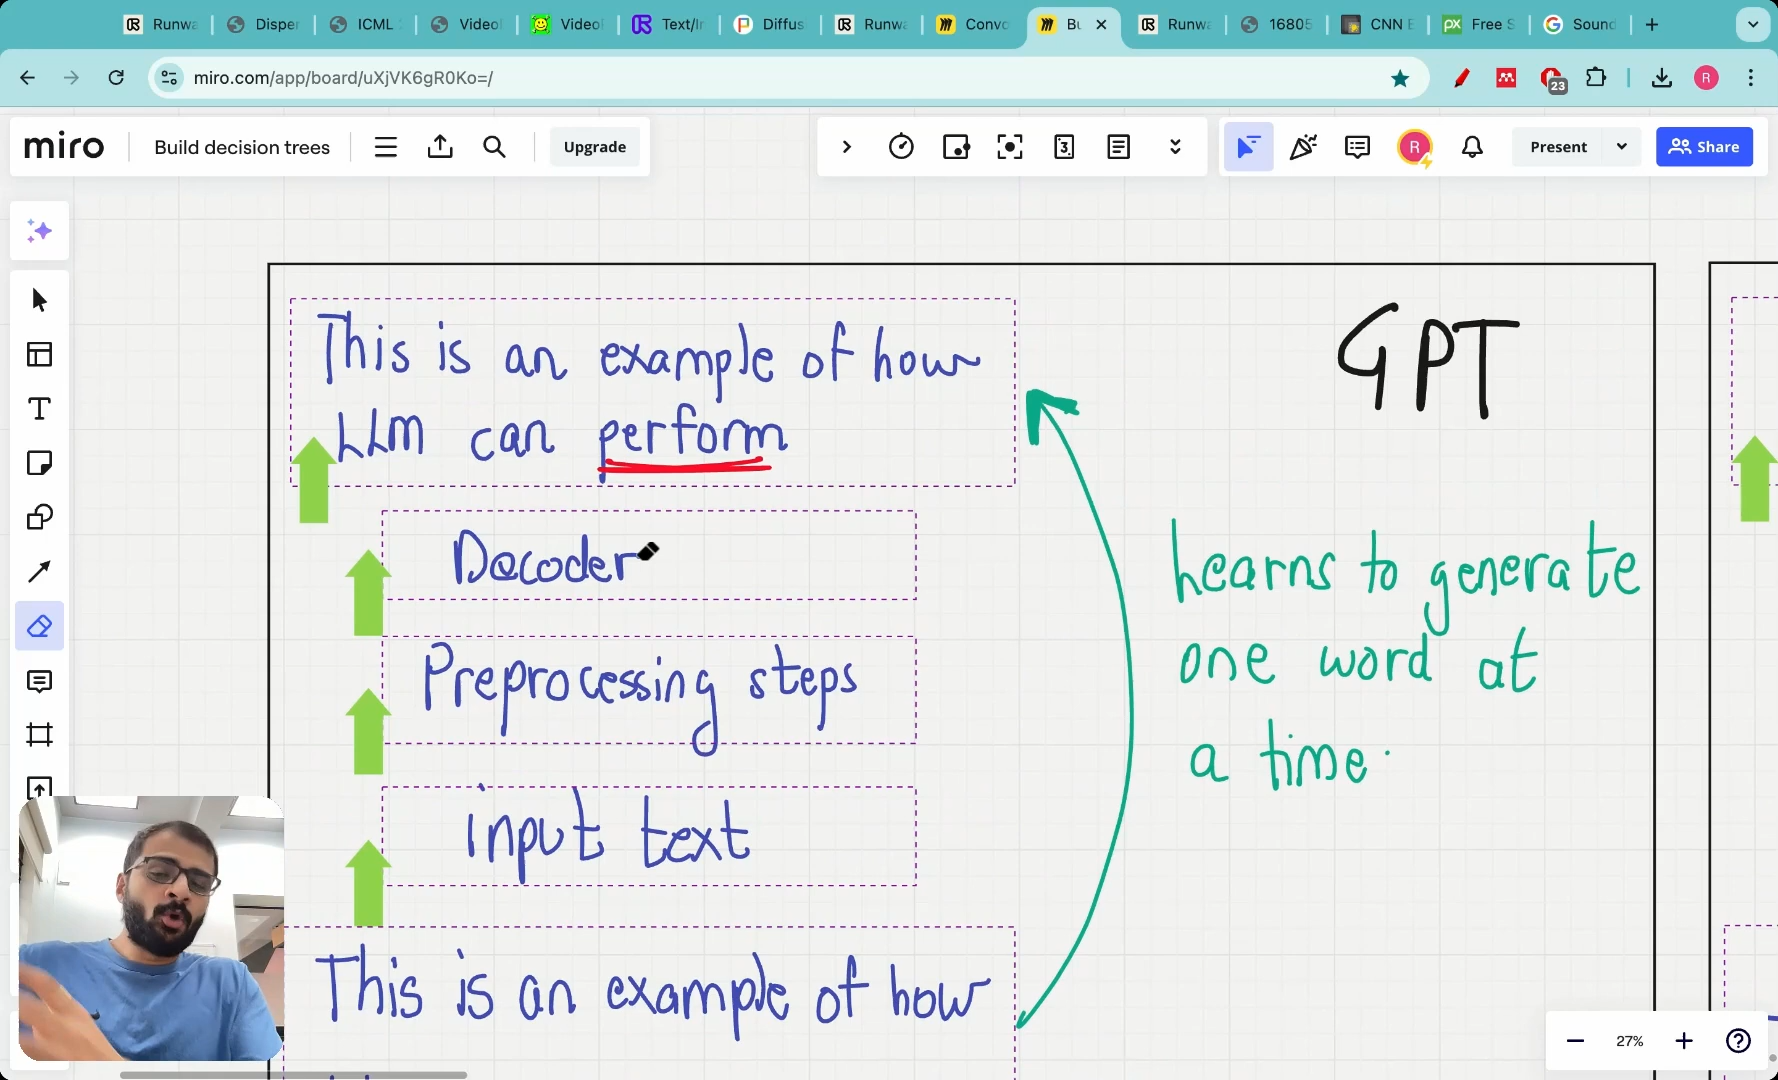 Runwa
Disper
ICML
Video
Video
Text/Ir
Diffus
Runwa
Convo
Bu
Runwa
16805
CNN E
Free S
Sound
miro.com/app/board/uXjVK6gR0Ko=/
23
R
miro
Build decision trees
Upgrade
3
R
Present
Share
This is an example of how
LLM can perform
GPT
Decoder
Learns to generate
one word at
a time.
Preprocessing steps
input text
This is an example of how
27%